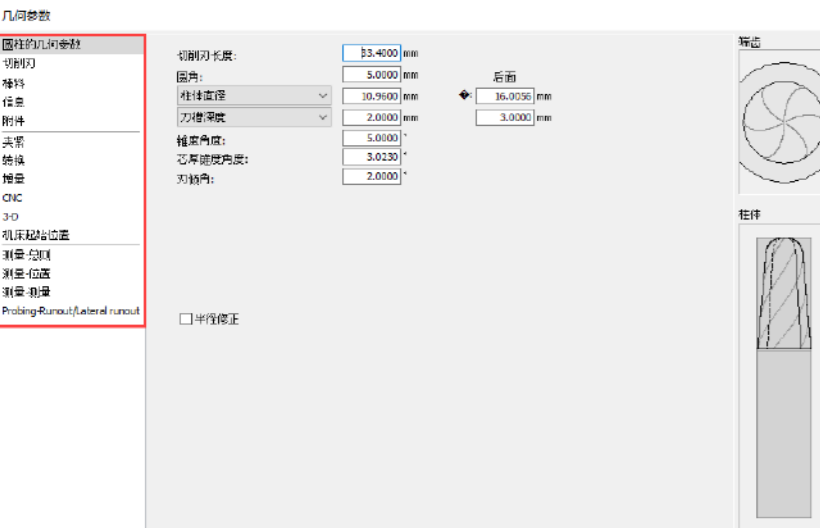 几何参数
圆柱的几何参数
切削刃
棒料
信息
附件
夹紧
转换
增量
CNC
3-D
机床起始位置
测量-总则
测量-位置
测量-测量
Probing-Runout/Lateral runout
切削刃长度: 33.4000 mm
圆角: 5.0000 mm 后面
柱体直径 10.9600 mm �: 16.0056 mm
刀槽深度 2.0000 mm 3.0000 mm
锥度角度: 5.0000 °
芯厚锥度角度: 3.0230 °
刃倾角: 2.0000 °
半径修正
端齿
柱体